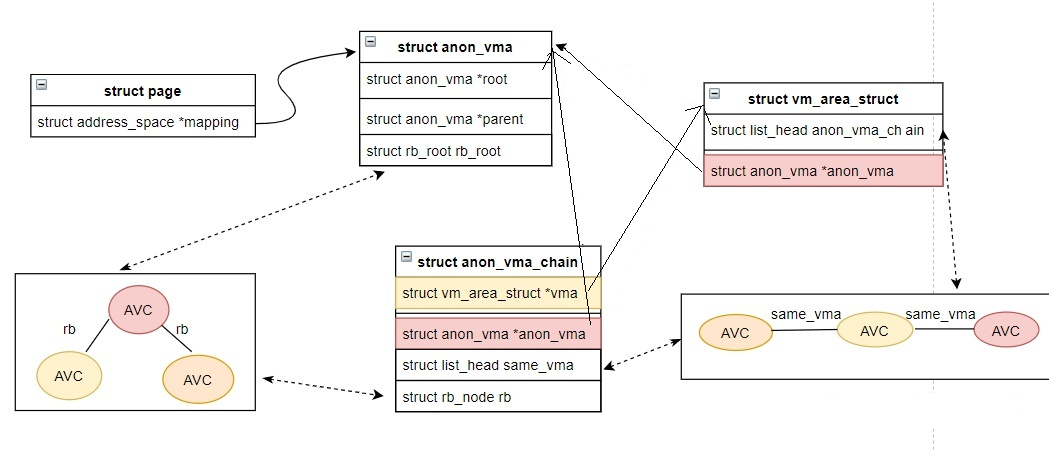 struct anon_vma
struct anon_vma *root
struct anon_vma *parent
struct rb_root rb_root
struct page
struct address_space *mapping
struct vm_area_struct
struct list_head anon_vma_ch ain
struct anon_vma *anon_vma
struct anon_vma_chain
struct vm_area_struct *vma
struct anon_vma *anon_vma
struct list_head same_vma
struct rb_node rb
AVC
rb
rb
AVC
AVC
same_vma
same_vma
AVC
AVC
AVC